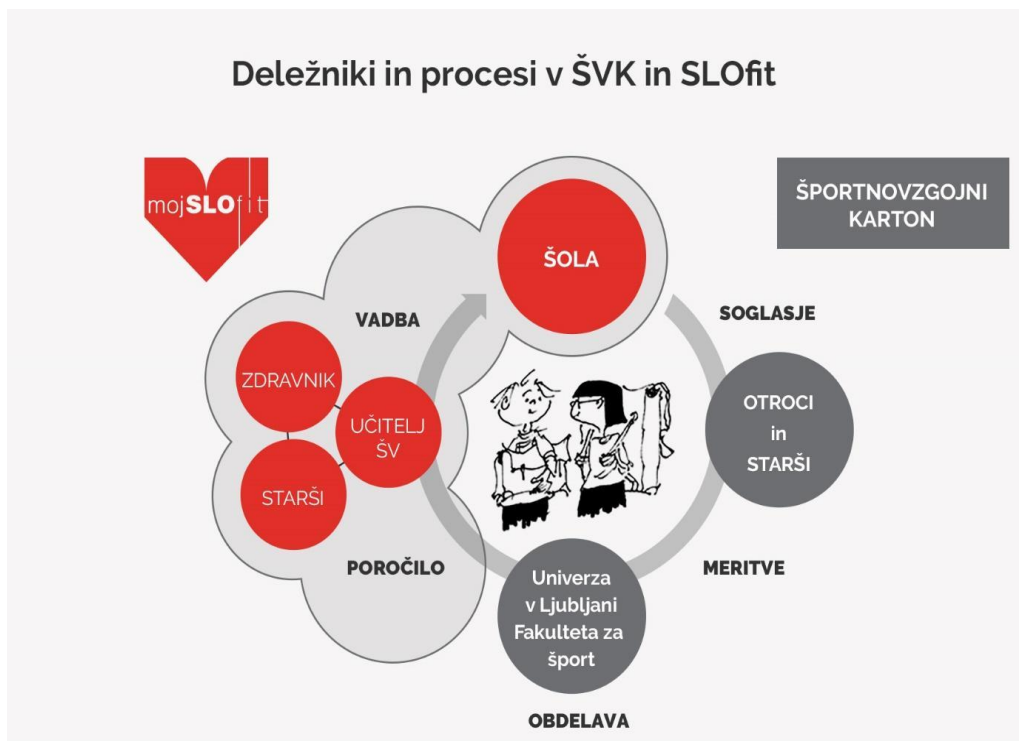 Deležniki in procesi v ŠVK in SLOfit
mojSLOfit
ŠPORTNOVZGOJNI
KARTON
ŠOLA
VADBA
SOGLASJE
ZDRAVNIK
UČITELJ
ŠV
STARŠI
OTROCI
in
STARŠI
POROČILO
MERITVE
Univerza
v Ljubljani
Fakulteta za
šport
OBDELAVA